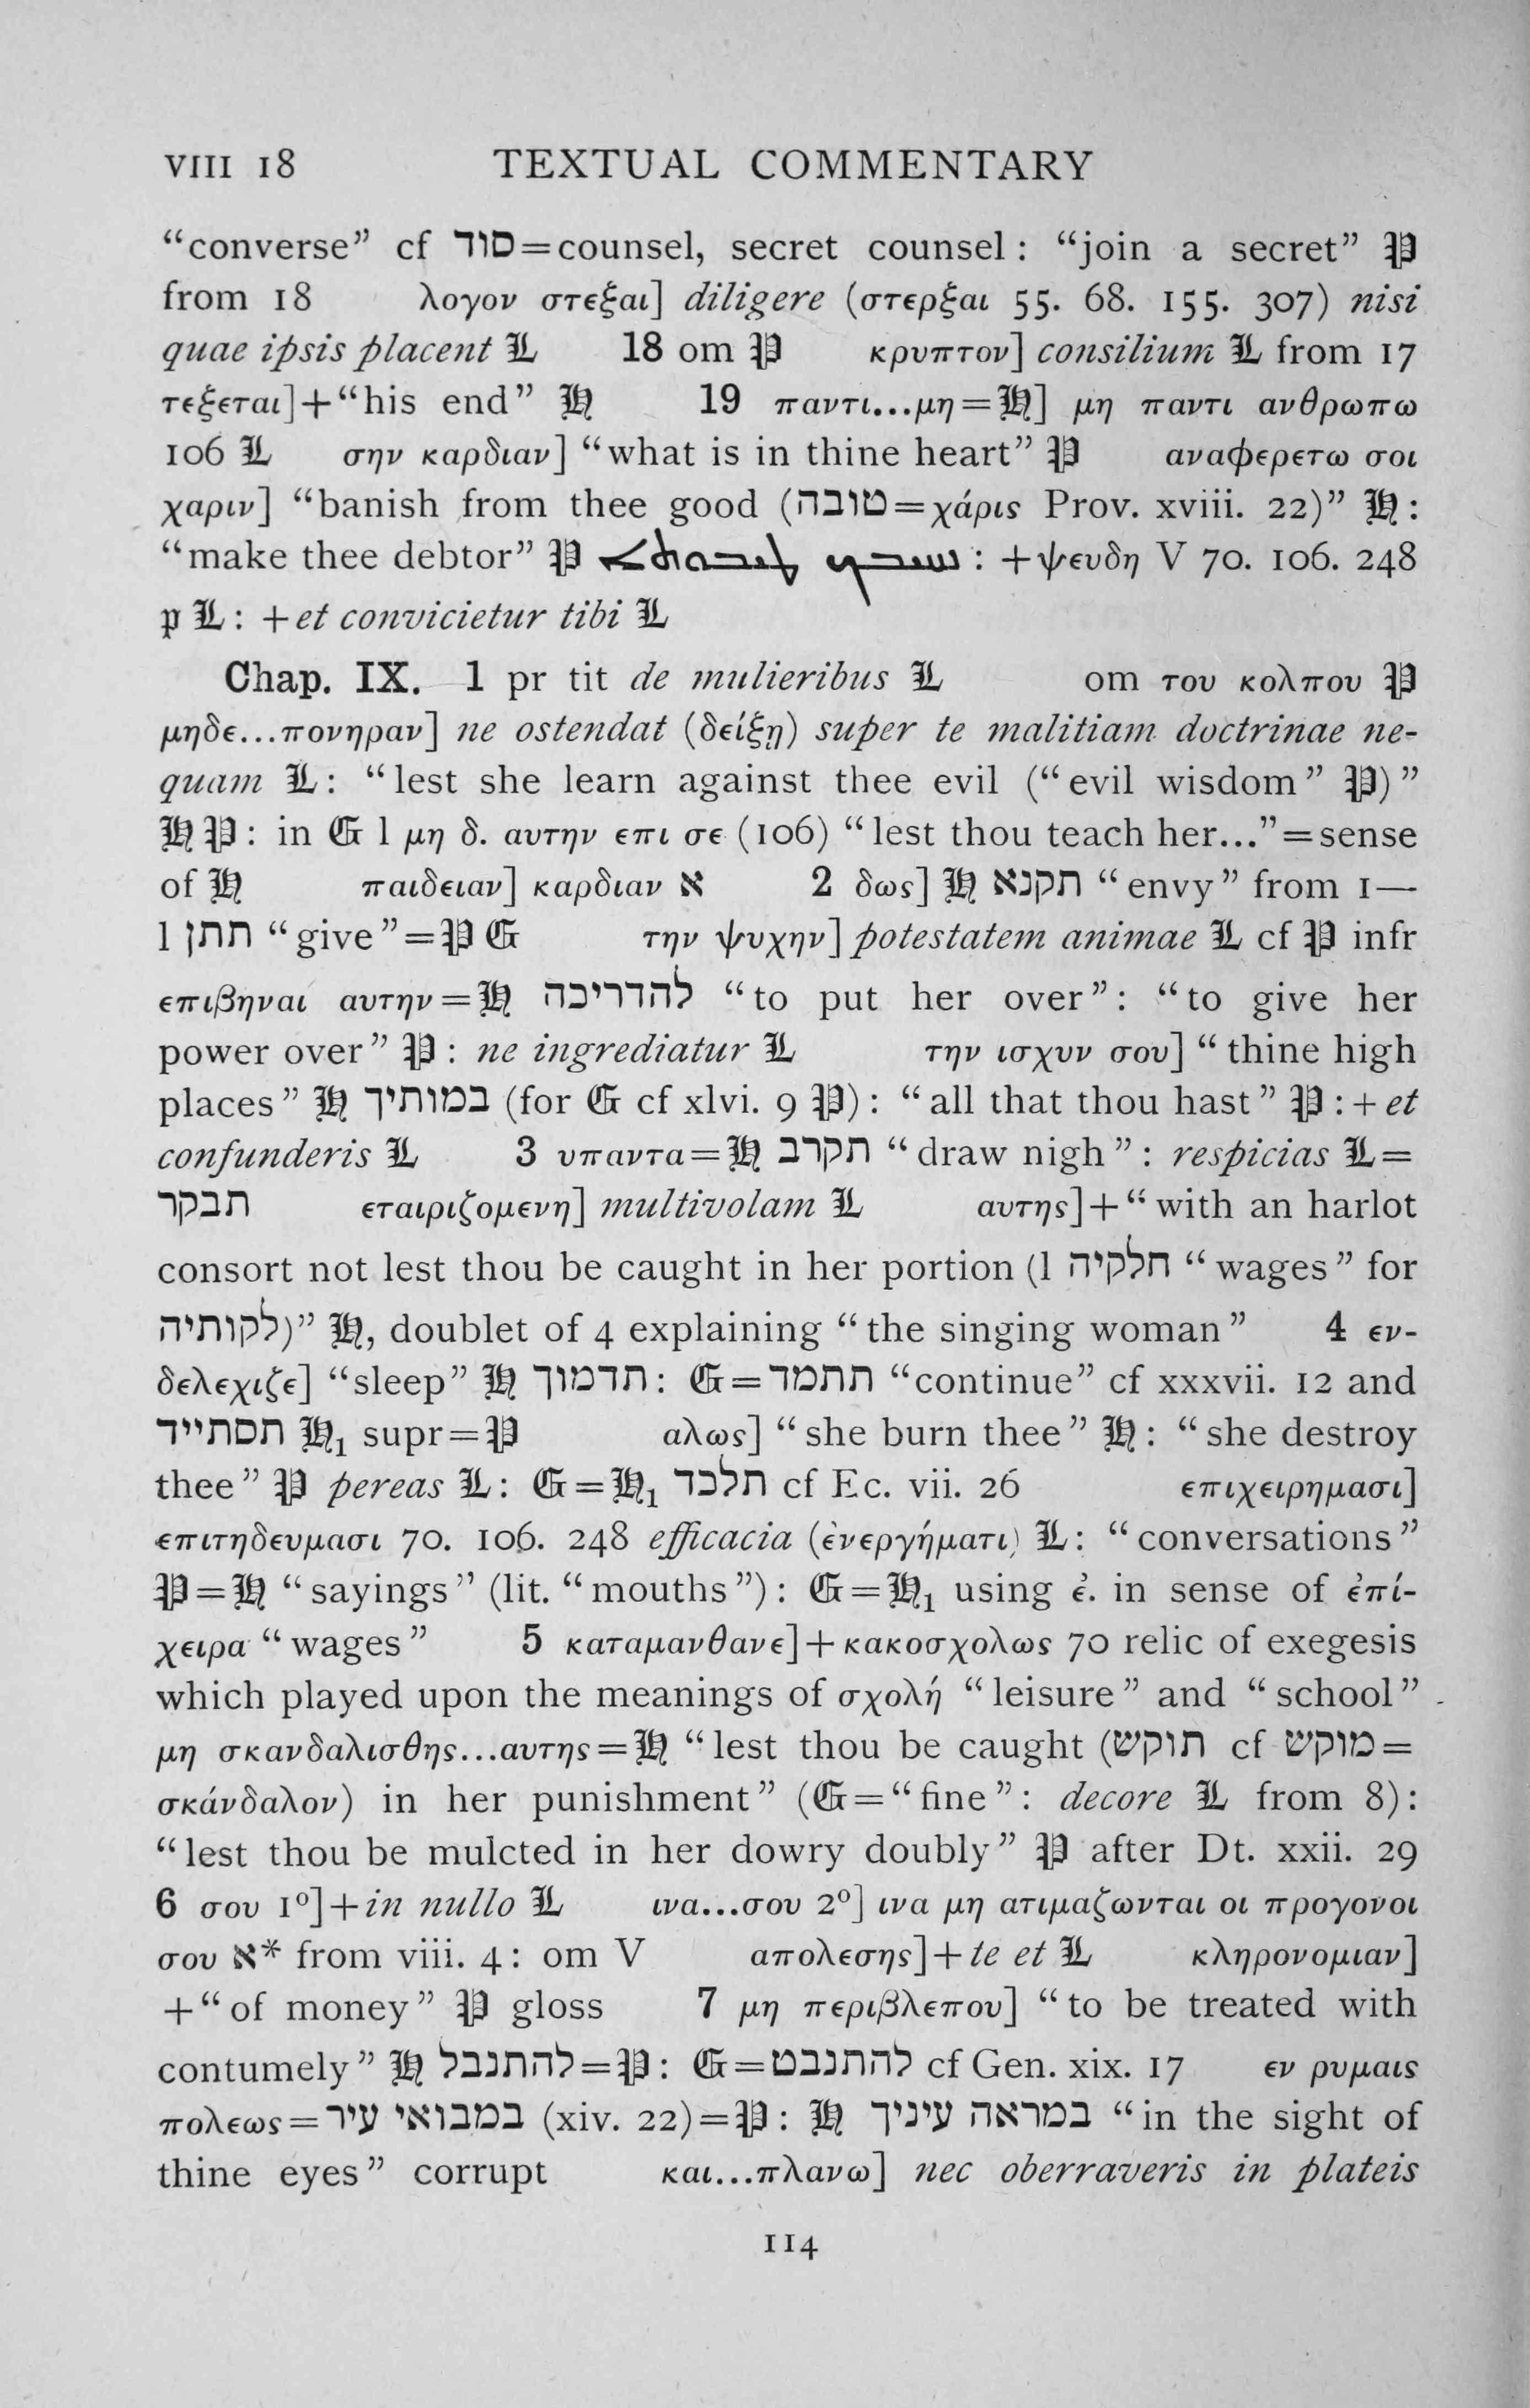 VIII 18 TEXTUAL COMMENTARY
“converse” cf סוד=counsel, secret counsel : “join a secret” 𝔓
from 18 λογον στεξαι] diligere (στερξαι 55. 68. 155. 307) nisi
quae ipsis placent 𝔏 18 om 𝔓 κρυπτον] consilium 𝔏 from 17
τεξεται]+“his end” ℌ 19 παντι...μη=ℌ] μη παντι ανθρωπω
106 𝔏 σην καρδιαν] “what is in thine heart” 𝔓 αναφερετω σοι
χαριν] “banish from thee good (טובה=χάρις Prov. xviii. 22)” ℌ :
“make thee debtor” 𝔓 : +ψευδη V 70. 106. 248
𝔭 𝔏 : +et convicietur tibi 𝔏
Chap. IX. 1 pr tit de mulieribus 𝔏 om του κολπου 𝔓
μηδε...πονηραν] ne ostendat (δείξῃ) super te malitiam doctrinae ne-
quam 𝔏 : “lest she learn against thee evil (“evil wisdom” 𝔓)”
ℌ 𝔓 : in 𝔊 l μη δ. αυτην επι σε (106) “lest thou teach her...”=sense
of ℌ παιδειαν] καρδιαν א 2 δως] ℌ תקנא “envy” from 1—
l תתן “give”=𝔓 𝔊 την ψυχην] potestatem animae 𝔏 cf 𝔓 infr
επιβηναι αυτην=ℌ להדריכה “to put her over” : “to give her
power over” 𝔓 : ne ingrediatur 𝔏 την ισχυν σου] “thine high
places” ℌ במותיך (for 𝔊 cf xlvi. 9 𝔓) : “all that thou hast” 𝔓 : + et
confunderis 𝔏 3 υπαντα=ℌ תקרב “draw nigh” : respicias 𝔏=
תבקר εταιριζομενη] multivolam 𝔏 αυτης]+“with an harlot
consort not lest thou be caught in her portion (l חלקיה “wages” for
לקותיה)” ℌ, doublet of 4 explaining “the singing woman” 4 εν-
δελεχιζε] “sleep” ℌ תדמוך : 𝔊=תתמד “continue” cf xxxvii. 12 and
תסתייד ℌ₁ supr=𝔓 αλως] “she burn thee” ℌ : “she destroy
thee” 𝔓 pereas 𝔏 : 𝔊=ℌ₁ תלכד cf Ec. vii. 26 επιχειρημασι]
επιτηδευμασι 70. 106. 248 efficacia (ἐνεργήματι) 𝔏 : “conversations”
𝔓=ℌ “sayings” (lit. “mouths”) : 𝔊=ℌ₁ using ἐ. in sense of ἐπί-
χειρα “wages” 5 καταμανθανε]+κακοσχολως 70 relic of exegesis
which played upon the meanings of σχολή “leisure” and “school”
μη σκανδαλισθης...αυτης=ℌ “lest thou be caught (תוקש cf מוקש=
σκάνδαλον) in her punishment” (𝔊=“fine” : decore 𝔏 from 8) :
“lest thou be mulcted in her dowry doubly” 𝔓 after Dt. xxii. 29
6 σου 1⁰]+in nullo 𝔏 ινα...σου 2⁰] ινα μη ατιμαζωνται οι προγονοι
σου א* from viii. 4 : om V απολεσης]+te et 𝔏 κληρονομιαν]
+“of money” 𝔓 gloss 7 μη περιβλεπου] “to be treated with
contumely” ℌ להתנבל=𝔓 : 𝔊=להתנבט cf Gen. xix. 17 εν ρυμαις
πολεως=במבואי עיר (xiv. 22)=𝔓 : ℌ במראה עיניך “in the sight of
thine eyes” corrupt και...πλανω] nec oberraveris in plateis
114